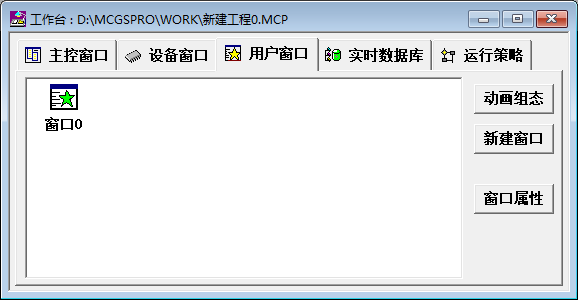 工作台 : D:\MCGSPRO\WORK\新建工程0.MCP
主控窗口 设备窗口 用户窗口 实时数据库 运行策略
窗口0
动画组态
新建窗口
窗口属性